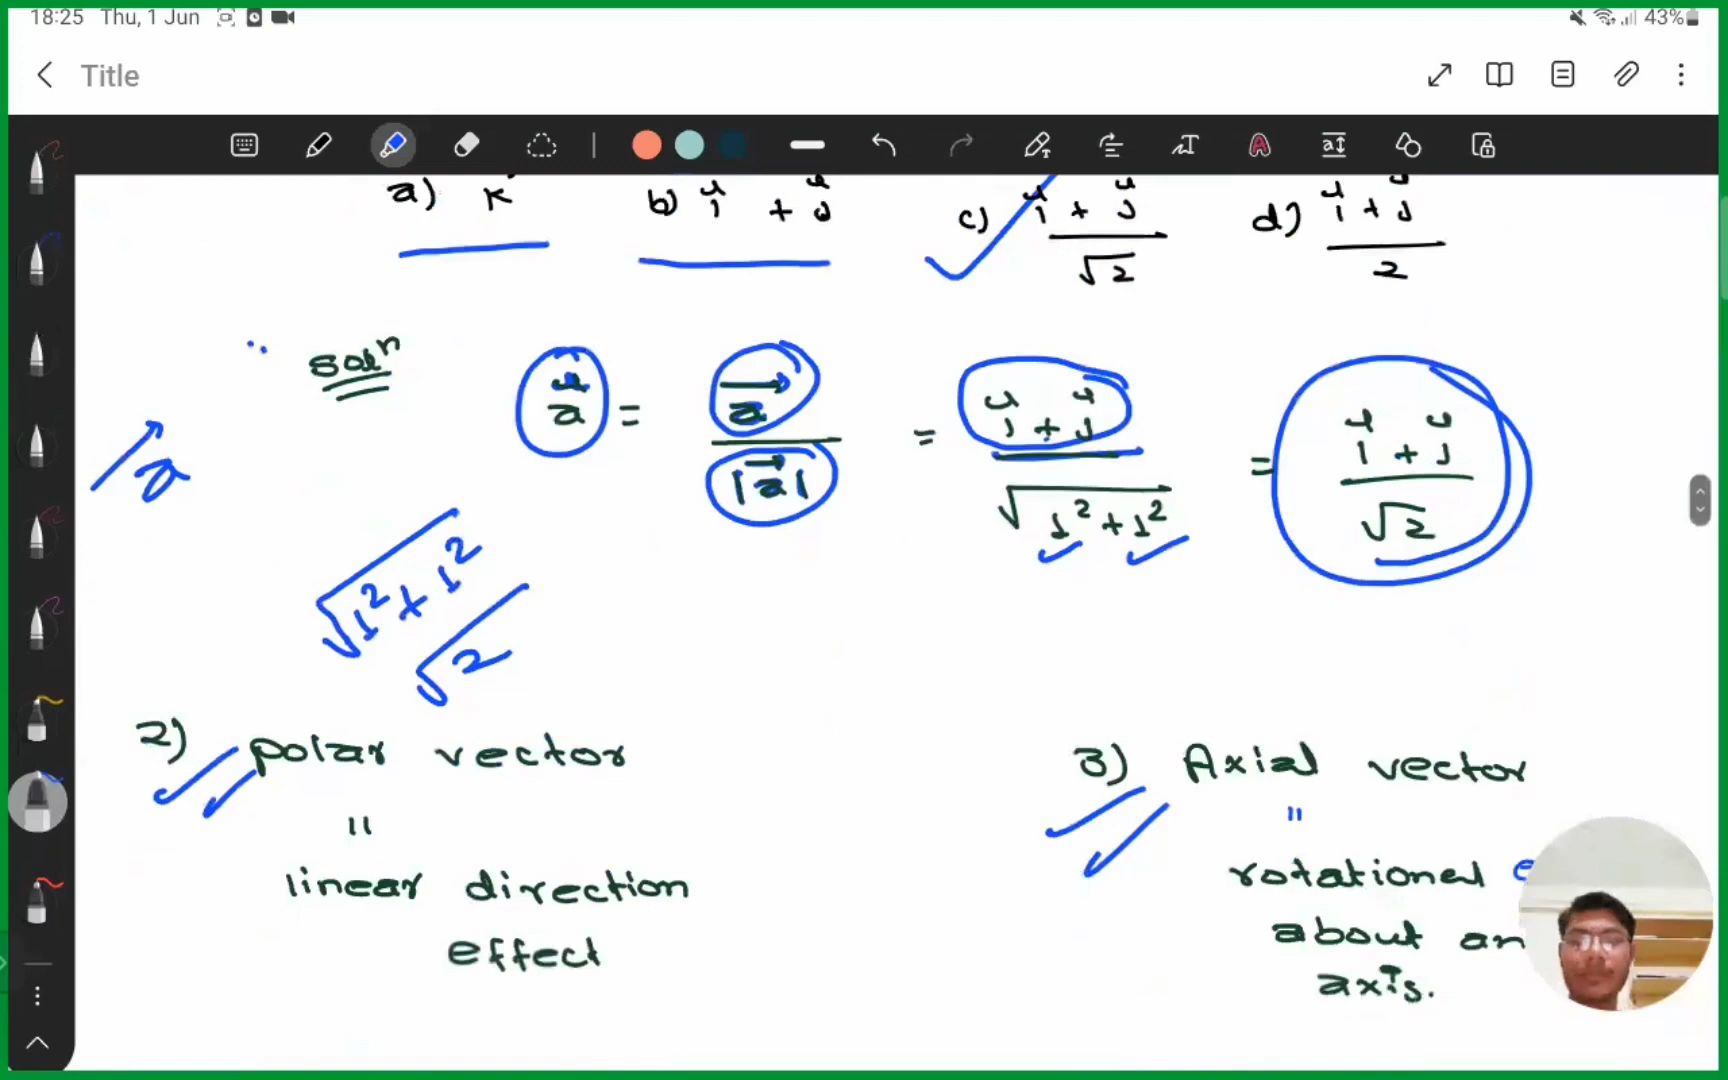 18:25 Thu, 1 Jun 43%
Title
a) k b) i + j c) i + j / √2 d) i + j / 2
solⁿ â = a⃗ / |a⃗| = i + j / √1² + 1² = i + j / √2
a
√1² + 1²
√2
2) polar vector
3) Axial vector
linear direction
effect
rotational e
about an
axis.